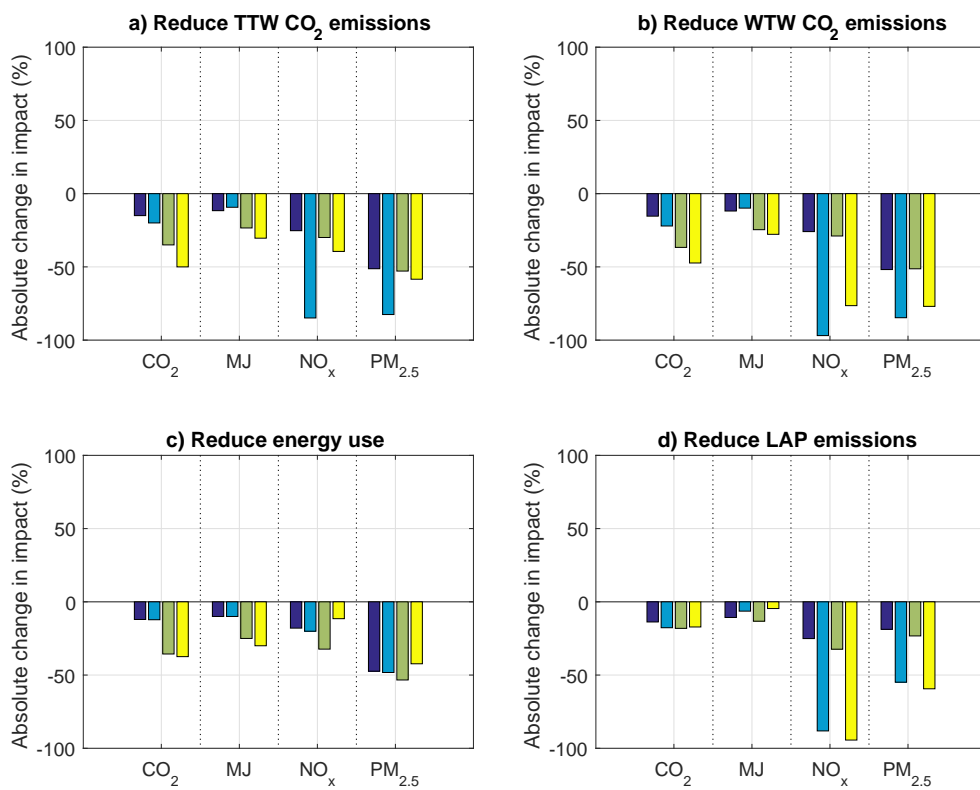 a) Reduce TTW CO₂ emissions
Absolute change in impact (%)
100
50
0
-50
-100
CO₂ MJ NOₓ PM₂.₅
b) Reduce WTW CO₂ emissions
Absolute change in impact (%)
100
50
0
-50
-100
CO₂ MJ NOₓ PM₂.₅
c) Reduce energy use
Absolute change in impact (%)
100
50
0
-50
-100
CO₂ MJ NOₓ PM₂.₅
d) Reduce LAP emissions
Absolute change in impact (%)
100
50
0
-50
-100
CO₂ MJ NOₓ PM₂.₅